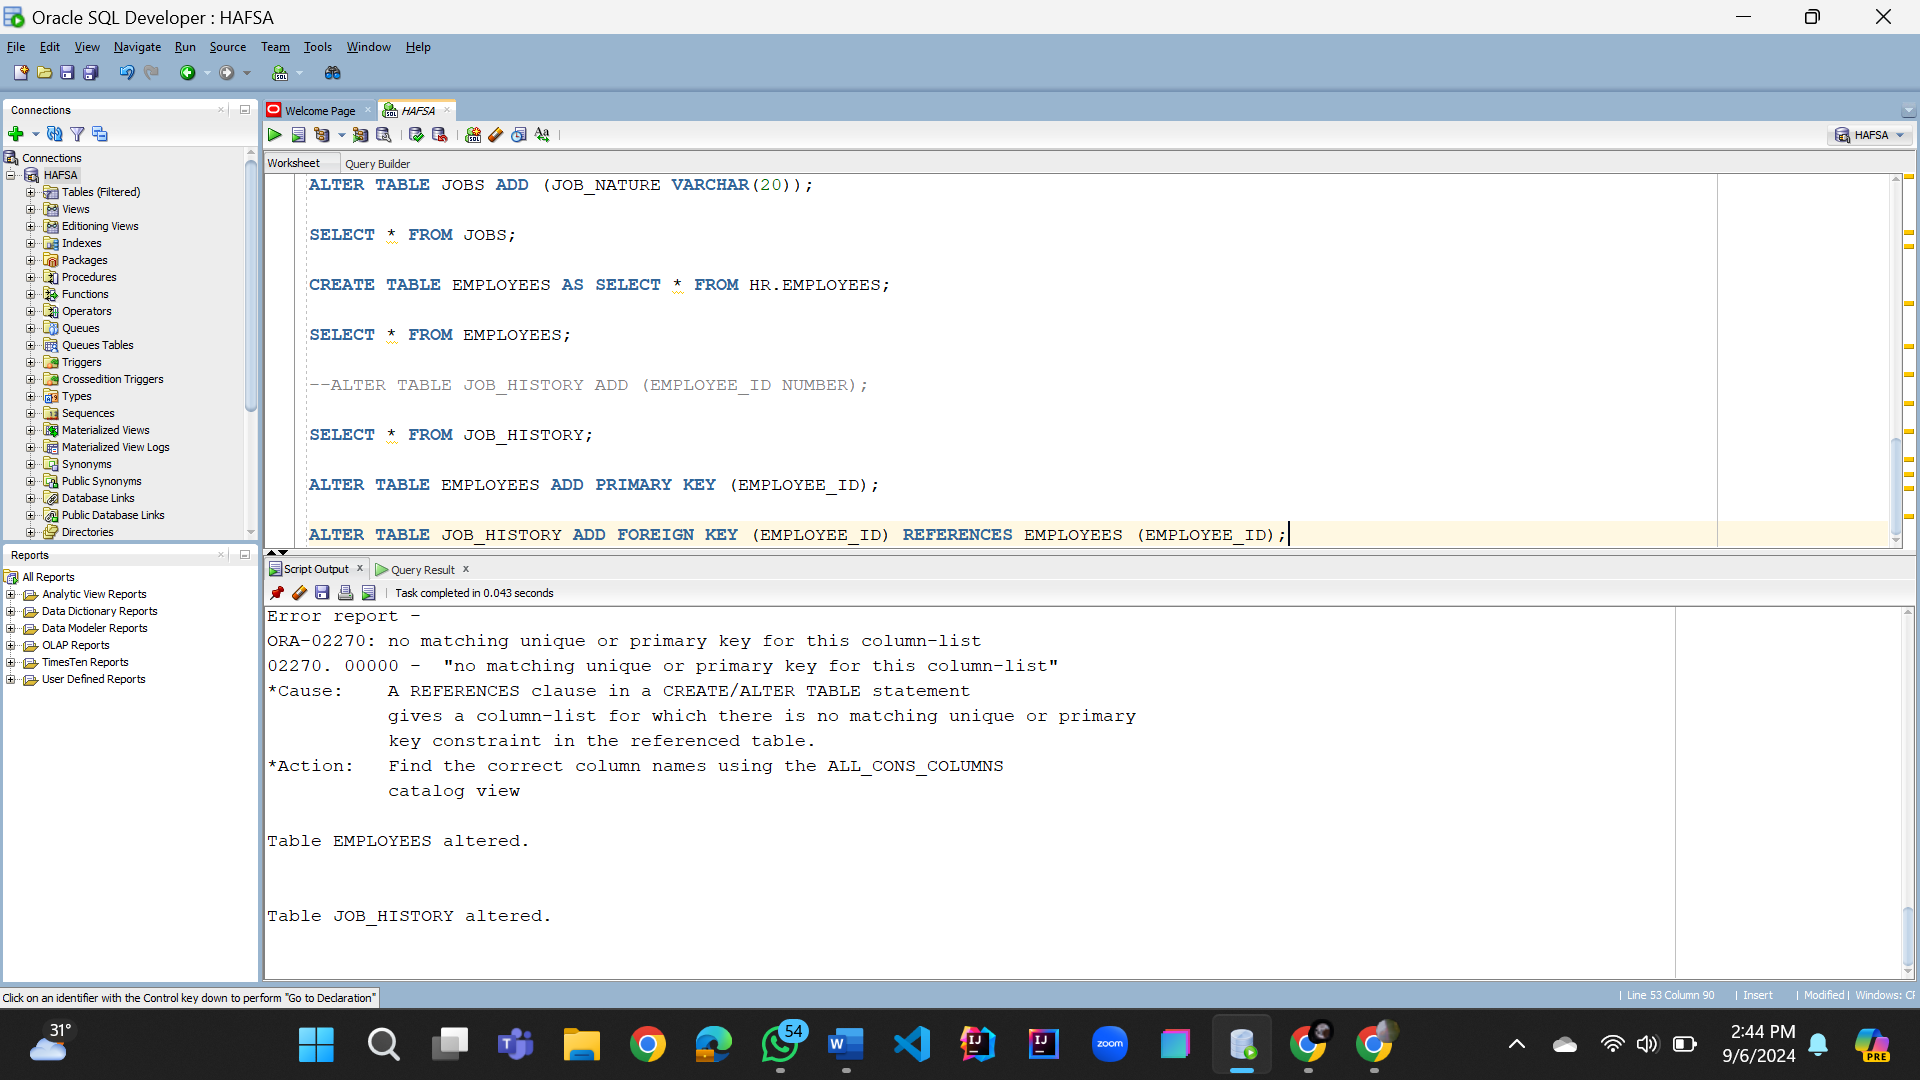 Oracle SQL Developer : HAFSA
File Edit View Navigate Run Source Team Tools Window Help
Connections
Welcome Page
HAFSA
HAFSA
Worksheet
Query Builder
Connections
HAFSA
Tables (Filtered)
Views
Editioning Views
Indexes
Packages
Procedures
Functions
Operators
Queues
Queues Tables
Triggers
Crossedition Triggers
Types
Sequences
Materialized Views
Materialized View Logs
Synonyms
Public Synonyms
Database Links
Public Database Links
Directories
ALTER TABLE JOBS ADD (JOB_NATURE VARCHAR(20));
SELECT * FROM JOBS;
CREATE TABLE EMPLOYEES AS SELECT * FROM HR.EMPLOYEES;
SELECT * FROM EMPLOYEES;
--ALTER TABLE JOB_HISTORY ADD (EMPLOYEE_ID NUMBER);
SELECT * FROM JOB_HISTORY;
ALTER TABLE EMPLOYEES ADD PRIMARY KEY (EMPLOYEE_ID);
ALTER TABLE JOB_HISTORY ADD FOREIGN KEY (EMPLOYEE_ID) REFERENCES EMPLOYEES (EMPLOYEE_ID);
Reports
All Reports
Analytic View Reports
Data Dictionary Reports
Data Modeler Reports
OLAP Reports
TimesTen Reports
User Defined Reports
Script Output
Query Result
Task completed in 0.043 seconds
Error report -
ORA-02270: no matching unique or primary key for this column-list
02270. 00000 -  "no matching unique or primary key for this column-list"
*Cause:    A REFERENCES clause in a CREATE/ALTER TABLE statement
gives a column-list for which there is no matching unique or primary
key constraint in the referenced table.
*Action:   Find the correct column names using the ALL_CONS_COLUMNS
catalog view
Table EMPLOYEES altered.
Table JOB_HISTORY altered.
Click on an identifier with the Control key down to perform "Go to Declaration"
Line 53 Column 90
Insert
Modified
Windows: CF
31°
54
zoom
2:44 PM
9/6/2024
PRE